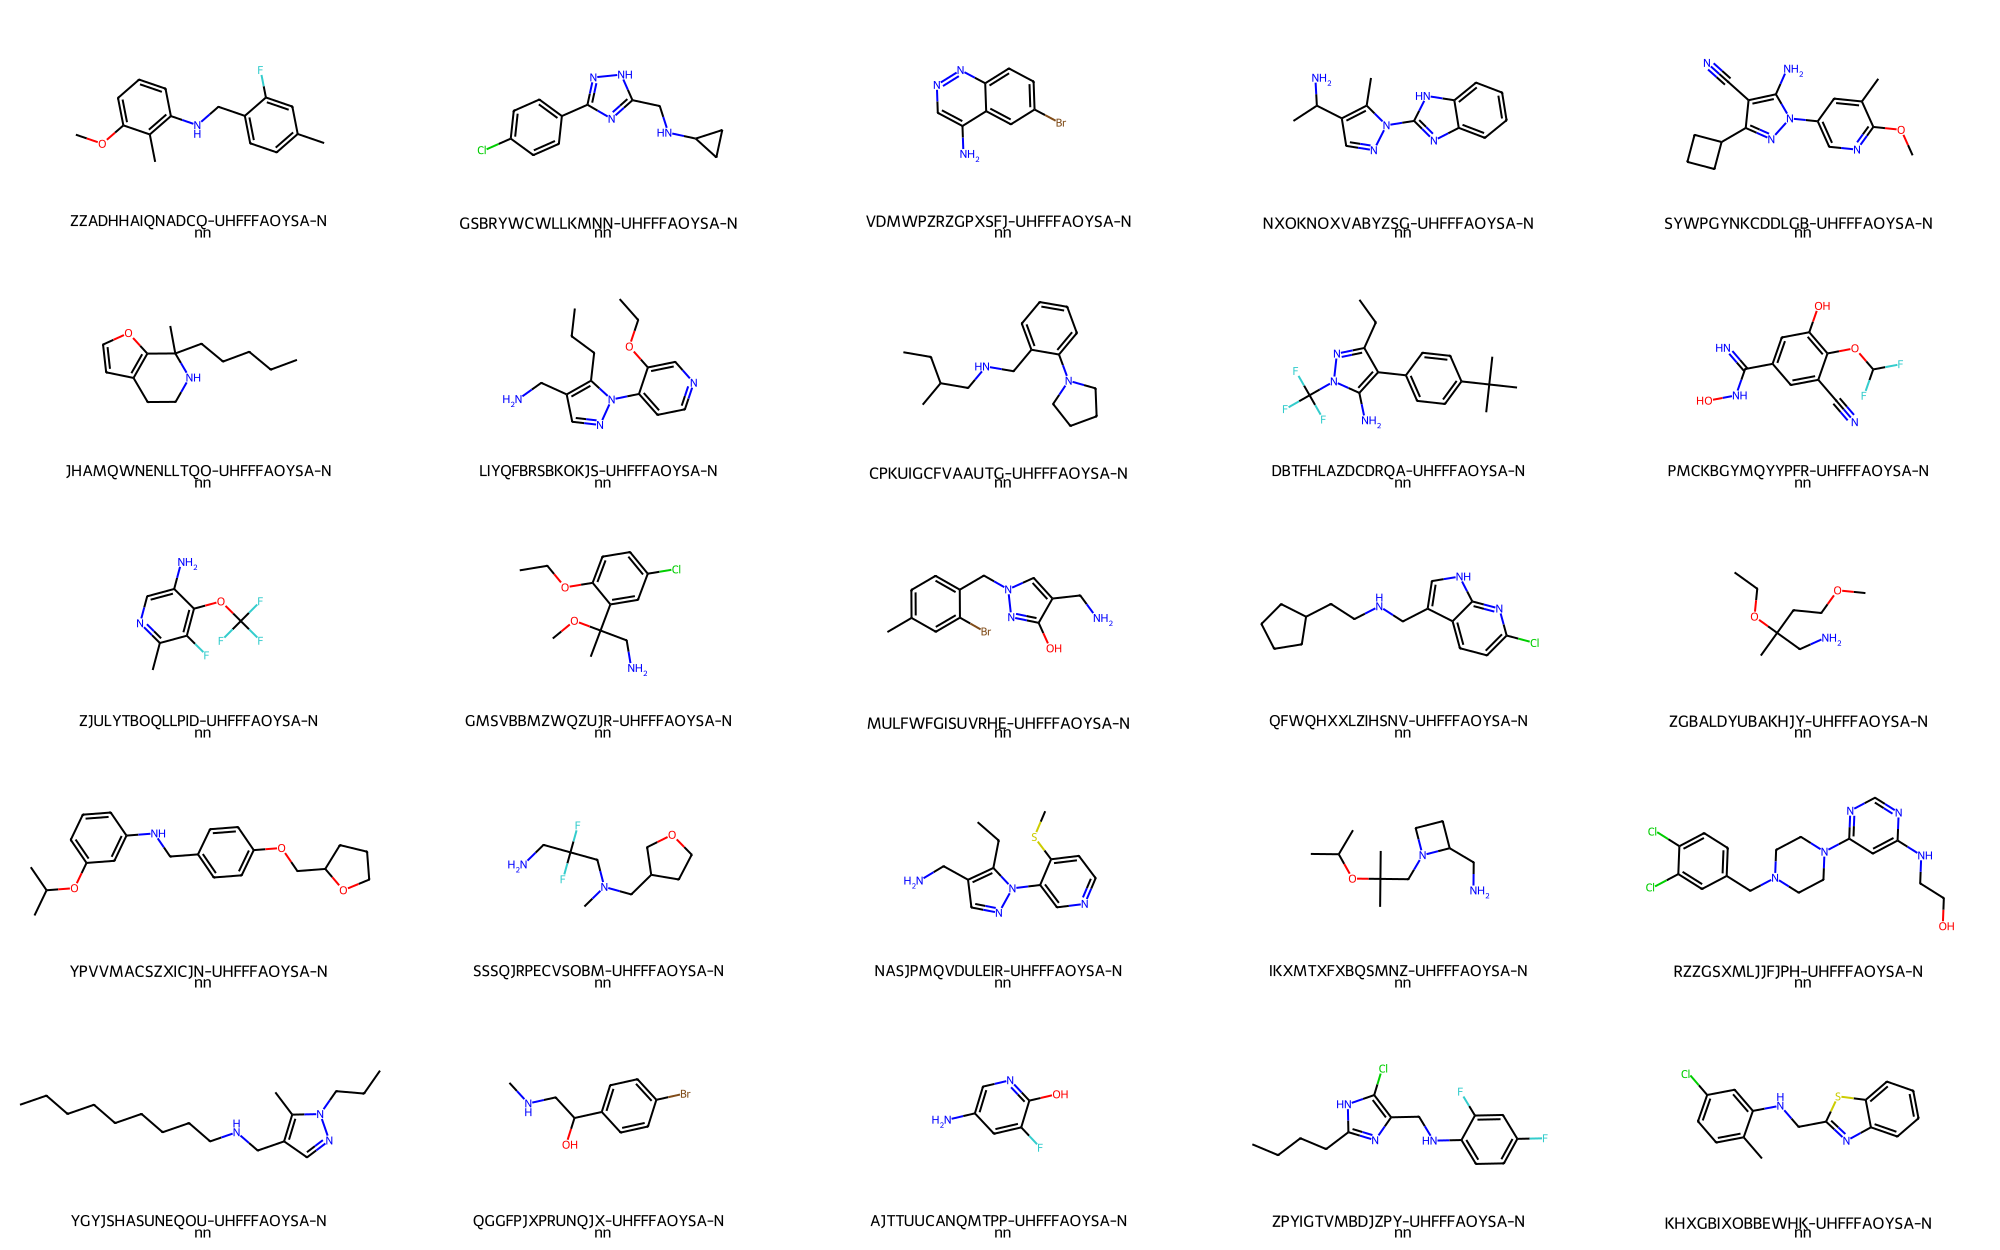 ZZADHHAIQNADCQ-UHFFFAOYSA-N
nn
GSBRYWCWLLKMNN-UHFFFAOYSA-N
nn
VDMWPZRZGPXSFJ-UHFFFAOYSA-N
nn
NXOKNOXVABYZSG-UHFFFAOYSA-N
nn
SYWPGYNKCDDLGB-UHFFFAOYSA-N
nn
JHAMQWNENLLTQO-UHFFFAOYSA-N
nn
LIYQFBRSBKOKJS-UHFFFAOYSA-N
nn
CPKUIGCFVAAUTG-UHFFFAOYSA-N
nn
DBTFHLAZDCDRQA-UHFFFAOYSA-N
nn
PMCKBGYMQYYPFR-UHFFFAOYSA-N
nn
ZJULYTBOQLLPID-UHFFFAOYSA-N
nn
GMSVBBMZWQZUJR-UHFFFAOYSA-N
nn
MULFWFGISUVRHE-UHFFFAOYSA-N
nn
QFWQHXXLZIHSNV-UHFFFAOYSA-N
nn
ZGBALDYUBAKHJY-UHFFFAOYSA-N
nn
YPVVMACSZXICJN-UHFFFAOYSA-N
nn
SSSQJRPECVSOBM-UHFFFAOYSA-N
nn
NASJPMQVDULEIR-UHFFFAOYSA-N
nn
IKXMTXFXBQSMNZ-UHFFFAOYSA-N
nn
RZZGSXMLJJFJPH-UHFFFAOYSA-N
nn
YGYJSHASUNEQOU-UHFFFAOYSA-N
nn
QGGFPJXPRUNQJX-UHFFFAOYSA-N
nn
AJTTUUCANQMTPP-UHFFFAOYSA-N
nn
ZPYIGTVMBDJZPY-UHFFFAOYSA-N
nn
KHXGBIXOBBEWHK-UHFFFAOYSA-N
nn